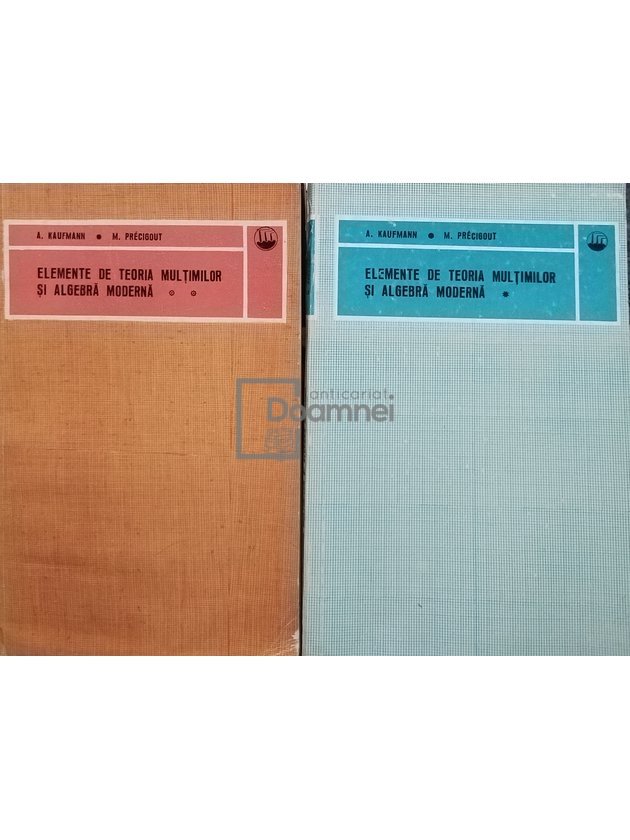 A. KAUFMANN ● M. PRÉCIGOUT
ELEMENTE DE TEORIA MULȚIMILOR
ȘI ALGEBRĂ MODERNĂ
A. KAUFMANN ● M. PRÉCIGOUT
ELEMENTE DE TEORIA MULȚIMILOR
ȘI ALGEBRĂ MODERNĂ *
anticariat
Doamnei